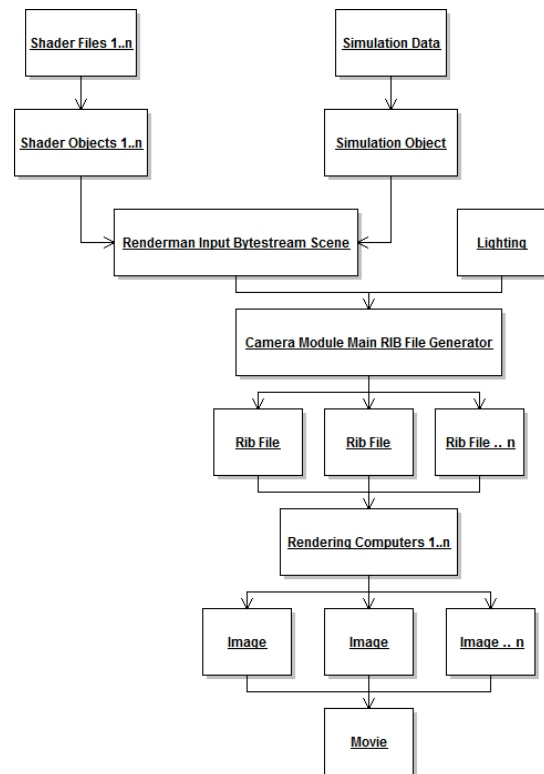 Shader Files 1..n
Simulation Data
Shader Objects 1..n
Simulation Object
Renderman Input Bytestream Scene
Lighting
Camera Module Main RIB File Generator
Rib File
Rib File
Rib File .. n
Rendering Computers 1..n
Image
Image
Image .. n
Movie